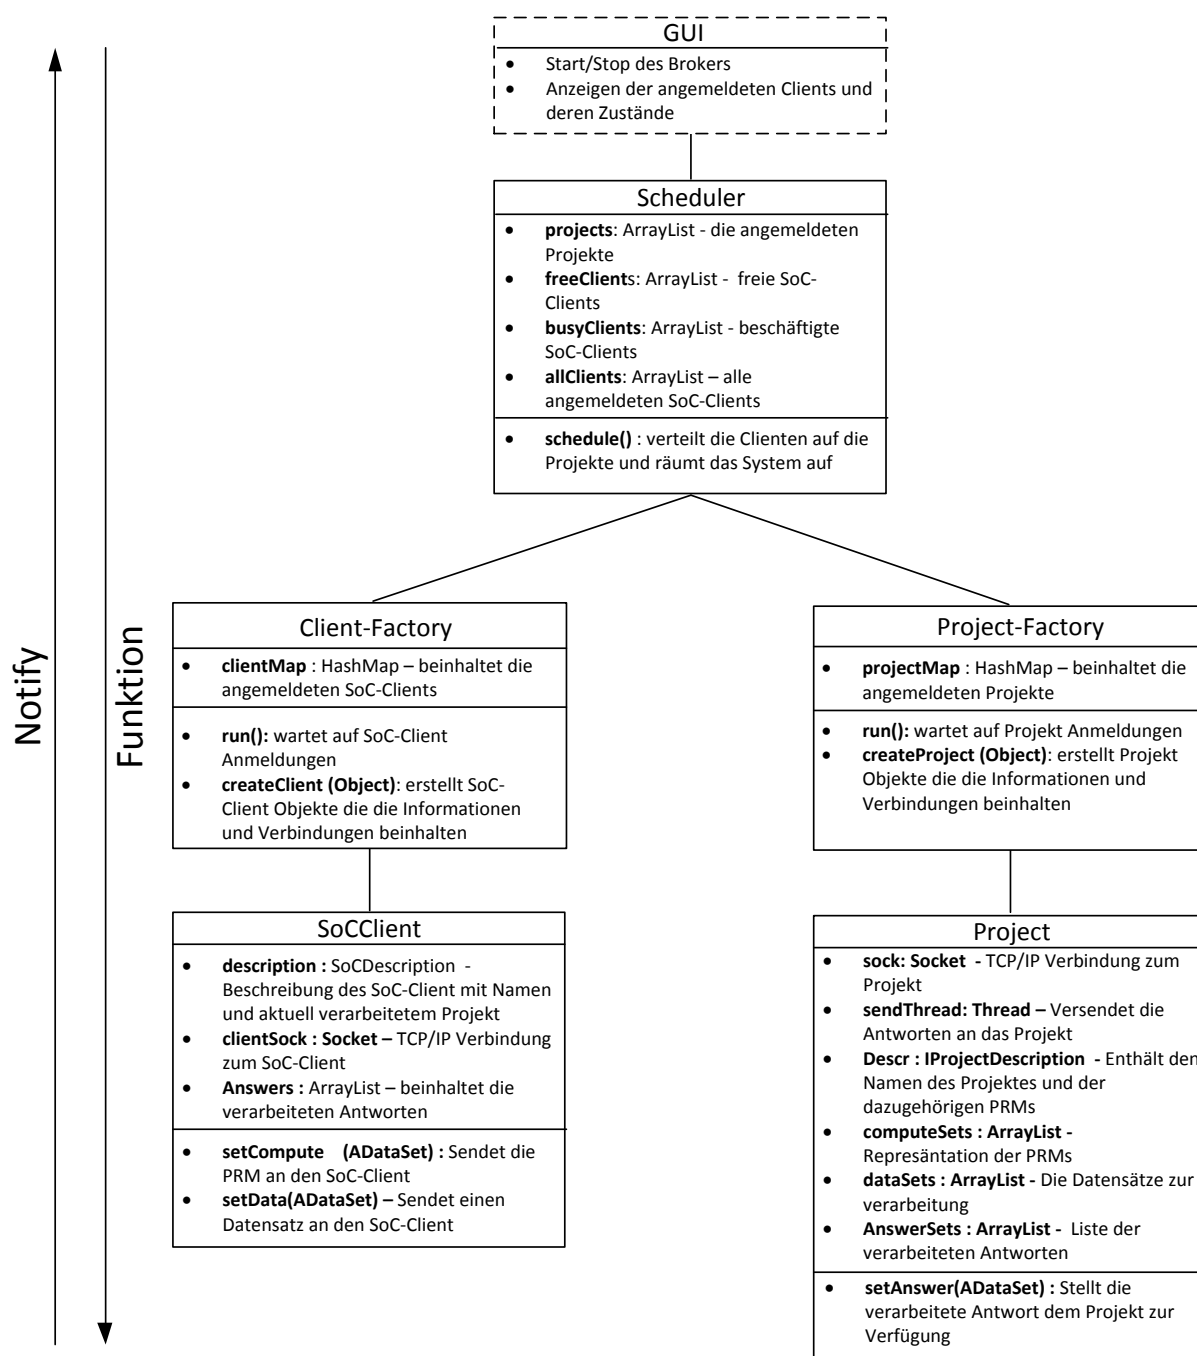 GUI
• Start/Stop des Brokers
• Anzeigen der angemeldeten Clients und
deren Zustände
Scheduler
• projects: ArrayList - die angemeldeten
Projekte
• freeClients: ArrayList - freie SoC-
Clients
• busyClients: ArrayList - beschäftigte
SoC-Clients
• allClients: ArrayList – alle
angemeldeten SoC-Clients
• schedule() : verteilt die Clienten auf die
Projekte und räumt das System auf
Notify
Funktion
Client-Factory
• clientMap : HashMap – beinhaltet die
angemeldeten SoC-Clients
• run(): wartet auf SoC-Client
Anmeldungen
• createClient (Object): erstellt SoC-
Client Objekte die die Informationen
und Verbindungen beinhalten
Project-Factory
• projectMap : HashMap – beinhaltet die
angemeldeten Projekte
• run(): wartet auf Projekt Anmeldungen
• createProject (Object): erstellt Projekt
Objekte die die Informationen und
Verbindungen beinhalten
SoCClient
• description : SoCDescription -
Beschreibung des SoC-Client mit Namen
und aktuell verarbeitetem Projekt
• clientSock : Socket – TCP/IP Verbindung
zum SoC-Client
• Answers : ArrayList – beinhaltet die
verarbeiteten Antworten
• setCompute (ADataSet) : Sendet die
PRM an den SoC-Client
• setData(ADataSet) – Sendet einen
Datensatz an den SoC-Client
Project
• sock: Socket - TCP/IP Verbindung zum
Projekt
• sendThread: Thread – Versendet die
Antworten an das Projekt
• Descr : IProjectDescription - Enthält den
Namen des Projektes und der
dazugehörigen PRMs
• computeSets : ArrayList -
Represäntation der PRMs
• dataSets : ArrayList - Die Datensätze zur
verarbeitung
• AnswerSets : ArrayList - Liste der
verarbeiteten Antworten
• setAnswer(ADataSet) : Stellt die
verarbeitete Antwort dem Projekt zur
Verfügung